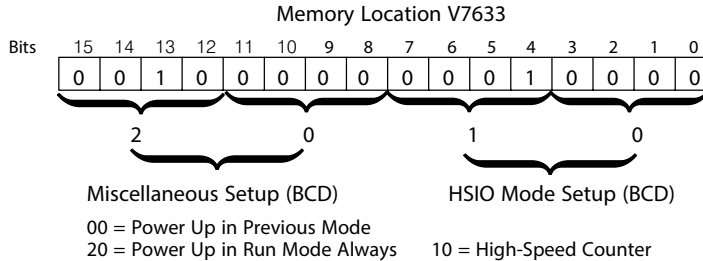 Memory Location V7633
Bits 15 14 13 12 11 10 9 8 7 6 5 4 3 2 1 0
0 0 1 0 0 0 0 0 0 0 0 1 0 0 0 0
2 0 1 0
Miscellaneous Setup (BCD) HSIO Mode Setup (BCD)
00 = Power Up in Previous Mode
20 = Power Up in Run Mode Always 10 = High-Speed Counter